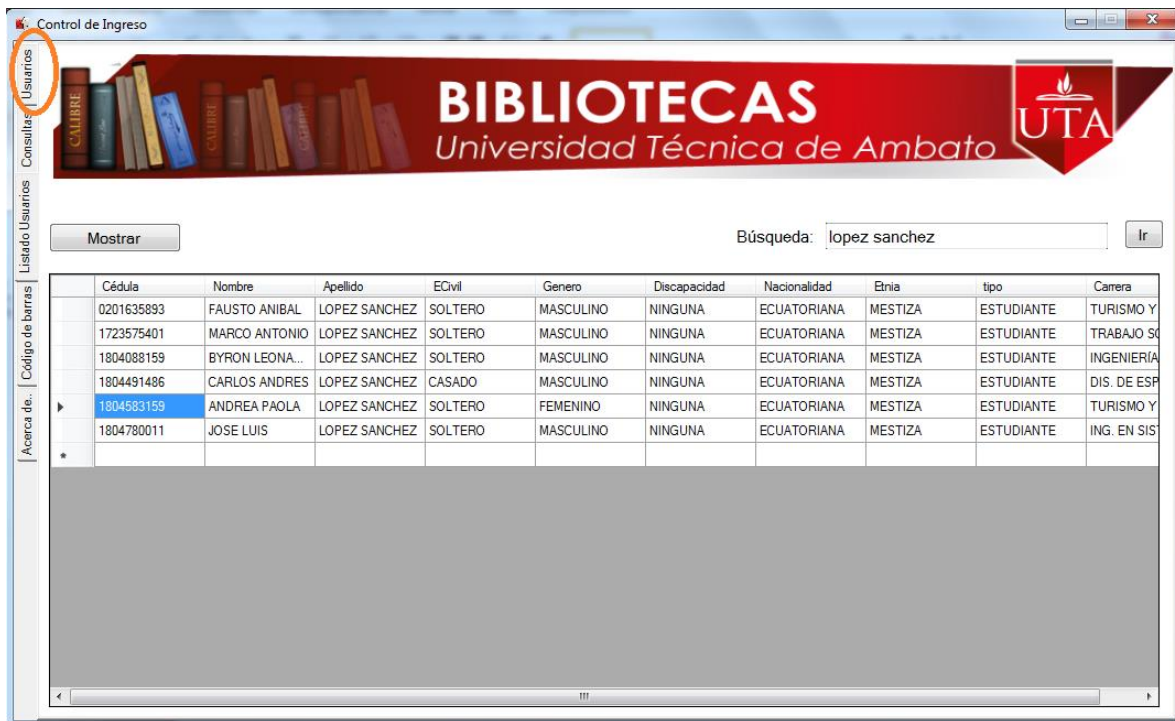 Control de Ingreso
Usuarios
Consultas
Listado Usuarios
Código de barras
Acerca de..
CALIBRE
CALIBRE
BIBLIOTECAS
Universidad Técnica de Ambato
UTA
Mostrar
Búsqueda: lopez sanchez
Ir
Cédula Nombre Apellido ECivil Genero Discapacidad Nacionalidad Etnia tipo Carrera
0201635893 FAUSTO ANIBAL LOPEZ SANCHEZ SOLTERO MASCULINO NINGUNA ECUATORIANA MESTIZA ESTUDIANTE TURISMO Y
1723575401 MARCO ANTONIO LOPEZ SANCHEZ SOLTERO MASCULINO NINGUNA ECUATORIANA MESTIZA ESTUDIANTE TRABAJO SO
1804088159 BYRON LEONA... LOPEZ SANCHEZ SOLTERO MASCULINO NINGUNA ECUATORIANA MESTIZA ESTUDIANTE INGENIERÍA
1804491486 CARLOS ANDRES LOPEZ SANCHEZ CASADO MASCULINO NINGUNA ECUATORIANA MESTIZA ESTUDIANTE DIS. DE ESP
1804583159 ANDREA PAOLA LOPEZ SANCHEZ SOLTERO FEMENINO NINGUNA ECUATORIANA MESTIZA ESTUDIANTE TURISMO Y
1804780011 JOSE LUIS LOPEZ SANCHEZ SOLTERO MASCULINO NINGUNA ECUATORIANA MESTIZA ESTUDIANTE ING. EN SIS